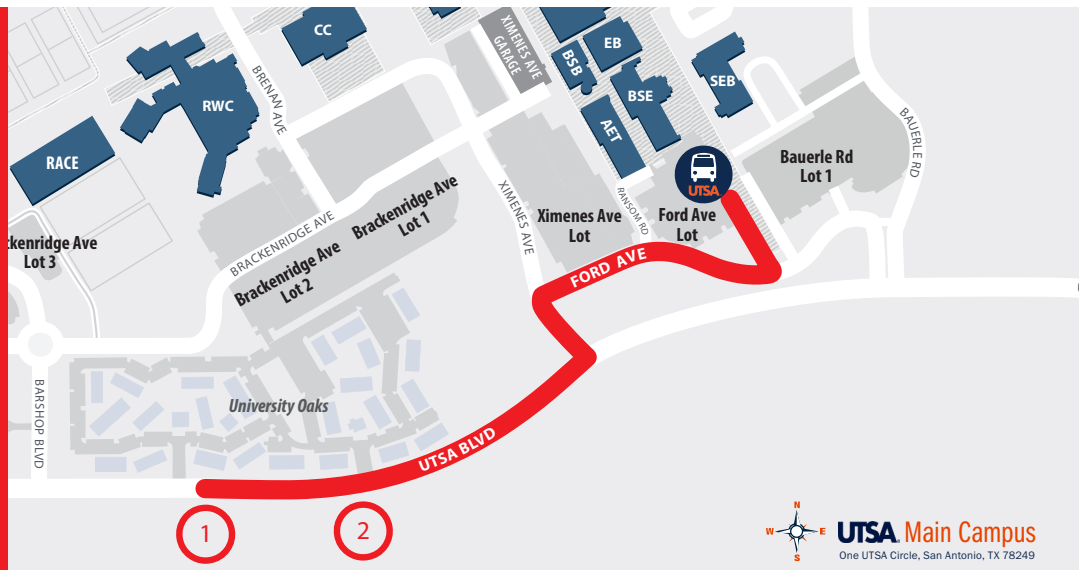 CC
XIMENES AVE
GARAGE
BSB
EB
SEB
BRENAN AVE
RWC
BSE
AET
BAUERLE RD
RACE
UTSA
Bauerle Rd
Lot 1
XIMENES AVE
RANSOM RD
Brackenridge Ave
Lot 1
Ximenes Ave
Lot
Ford Ave
Lot
BRACKENRIDGE AVE
ckenridge Ave
Lot 3
FORD AVE
Brackenridge Ave
Lot 2
BARSHOP BLVD
University Oaks
UTSA BLVD
1
2
N
W
E
S
UTSA. Main Campus
One UTSA Circle, San Antonio, TX 78249